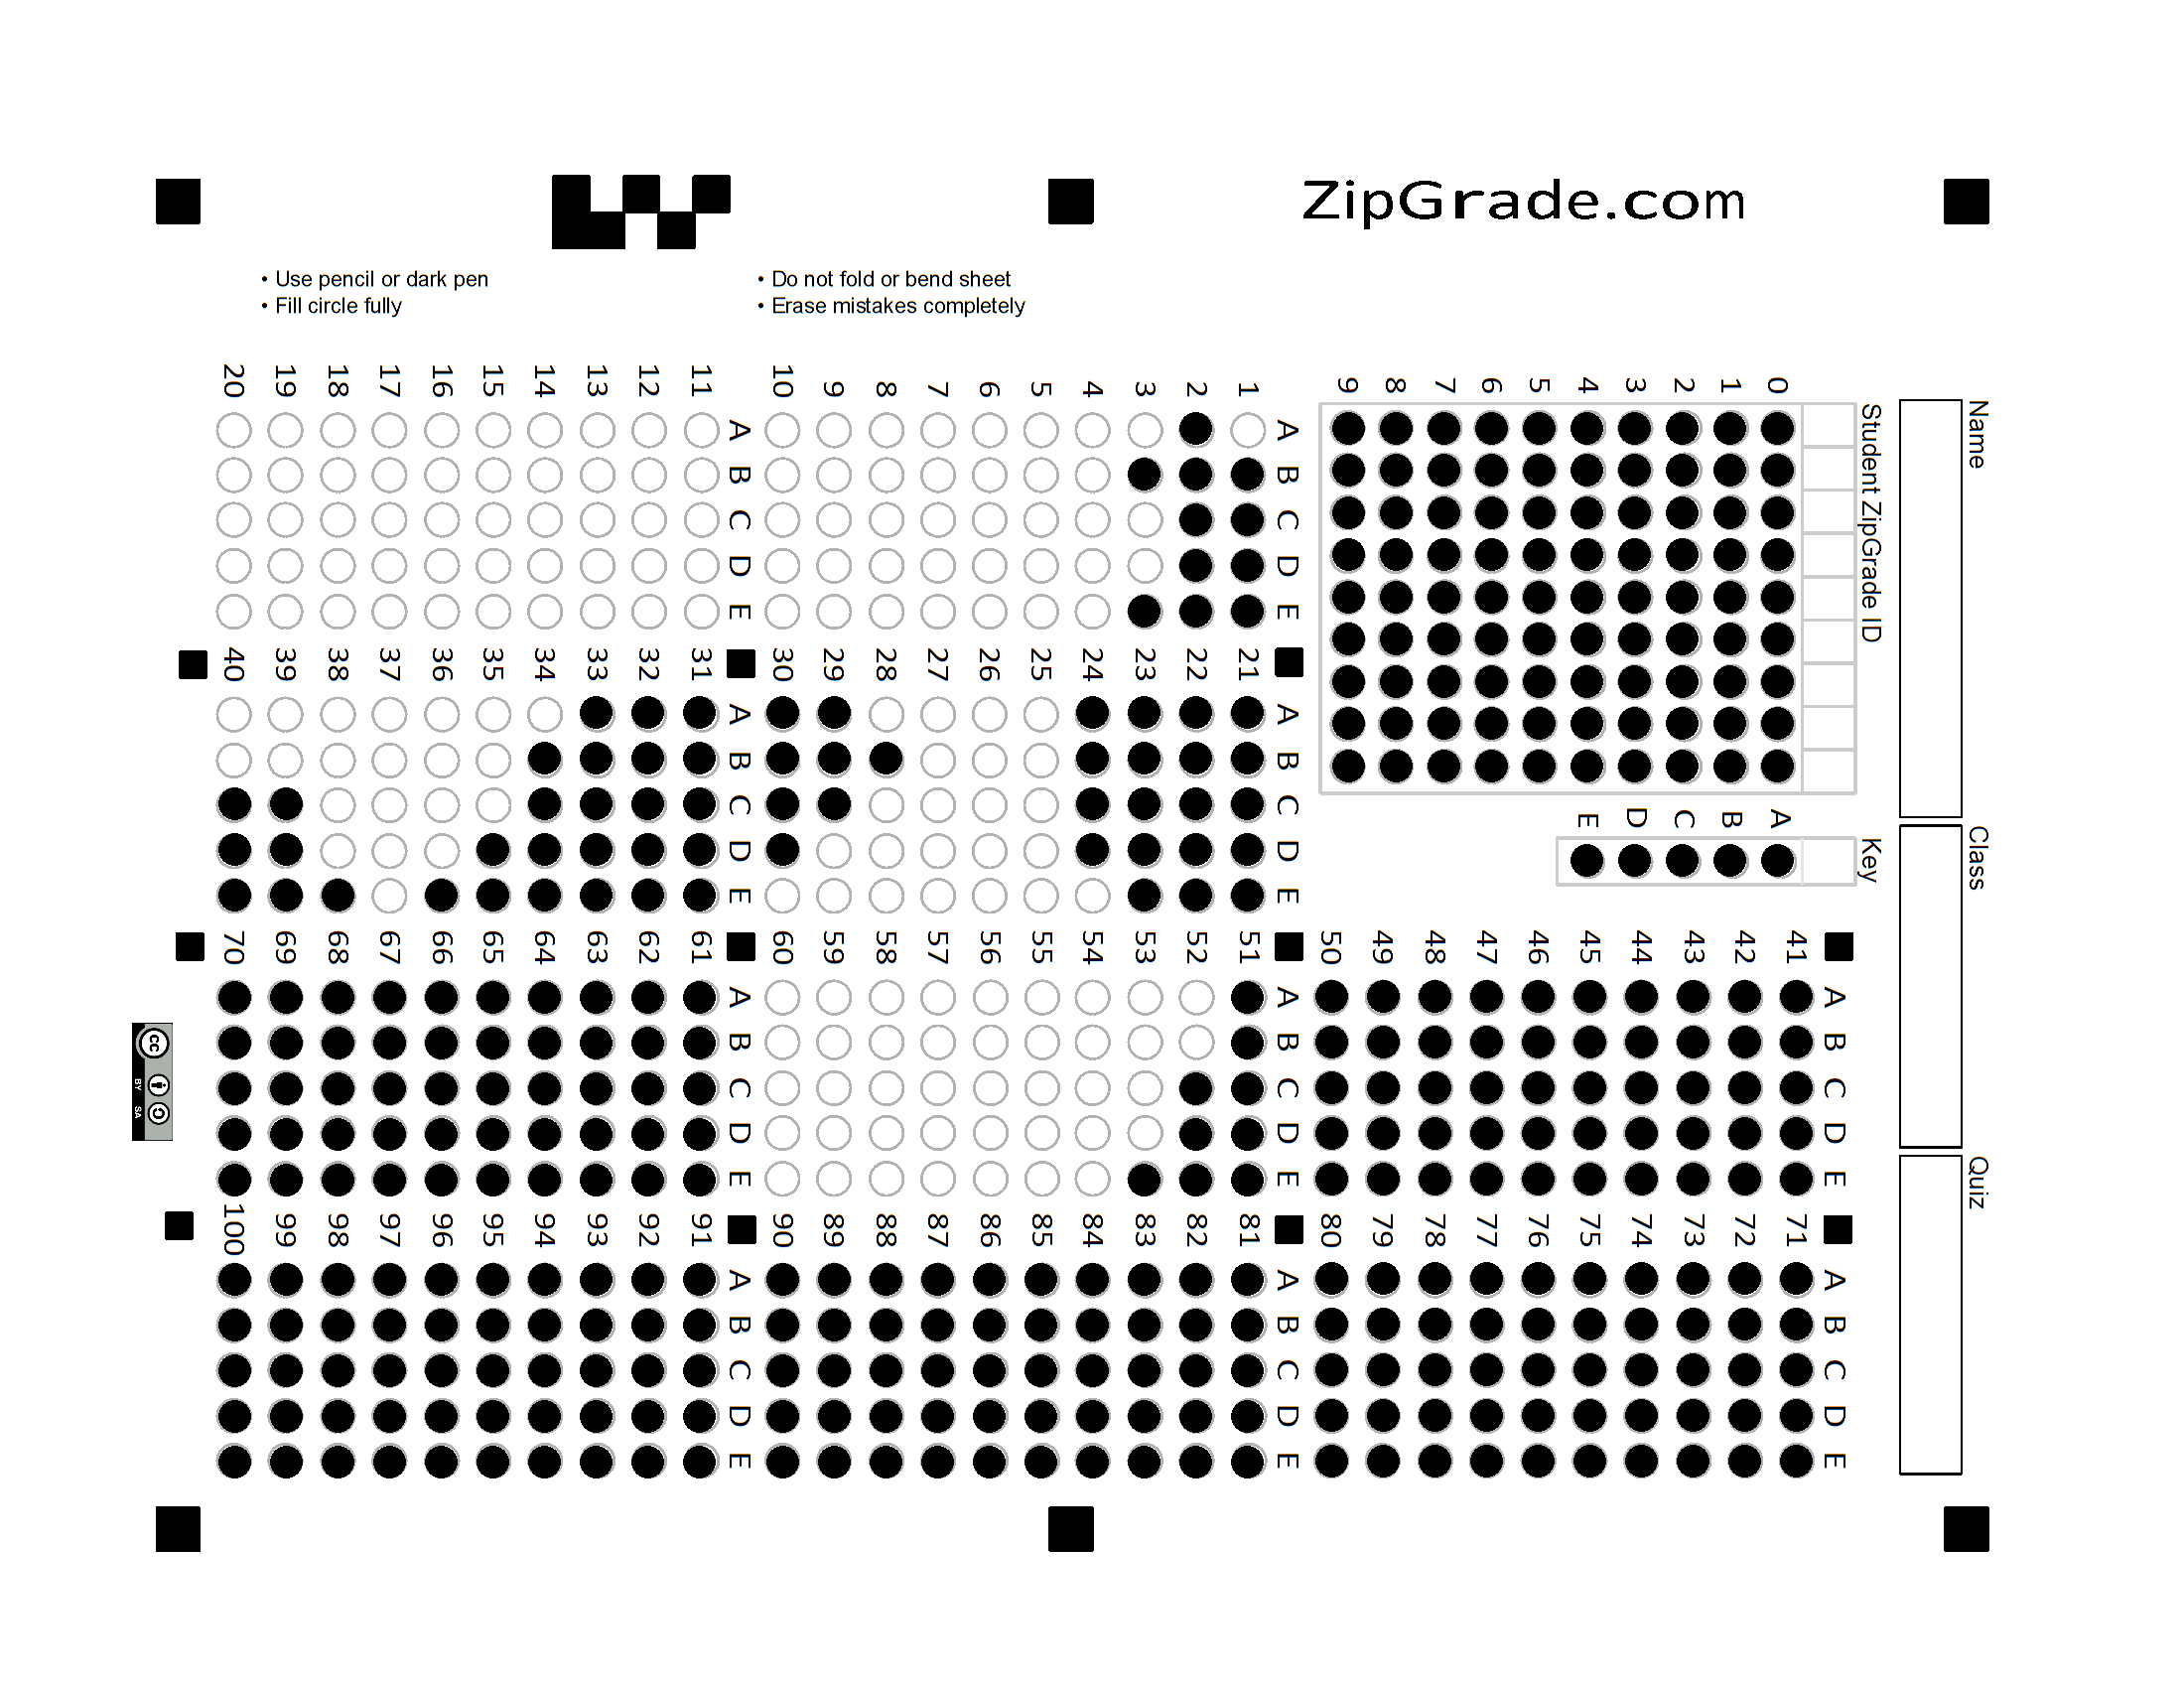 ZipGrade.com
• Use pencil or dark pen
• Fill circle fully
• Do not fold or bend sheet
• Erase mistakes completely
Name
Class
Quiz
Student ZipGrade ID
0 1 2 3 4 5 6 7 8 9
Key
A B C D E
A B C D E
1 2 3 4 5 6 7 8 9 10
A B C D E
11 12 13 14 15 16 17 18 19 20
A B C D E
21 22 23 24 25 26 27 28 29 30
A B C D E
31 32 33 34 35 36 37 38 39 40
A B C D E
41 42 43 44 45 46 47 48 49 50
A B C D E
51 52 53 54 55 56 57 58 59 60
A B C D E
61 62 63 64 65 66 67 68 69 70
A B C D E
71 72 73 74 75 76 77 78 79 80
A B C D E
81 82 83 84 85 86 87 88 89 90
A B C D E
91 92 93 94 95 96 97 98 99 100
cc
BY SA